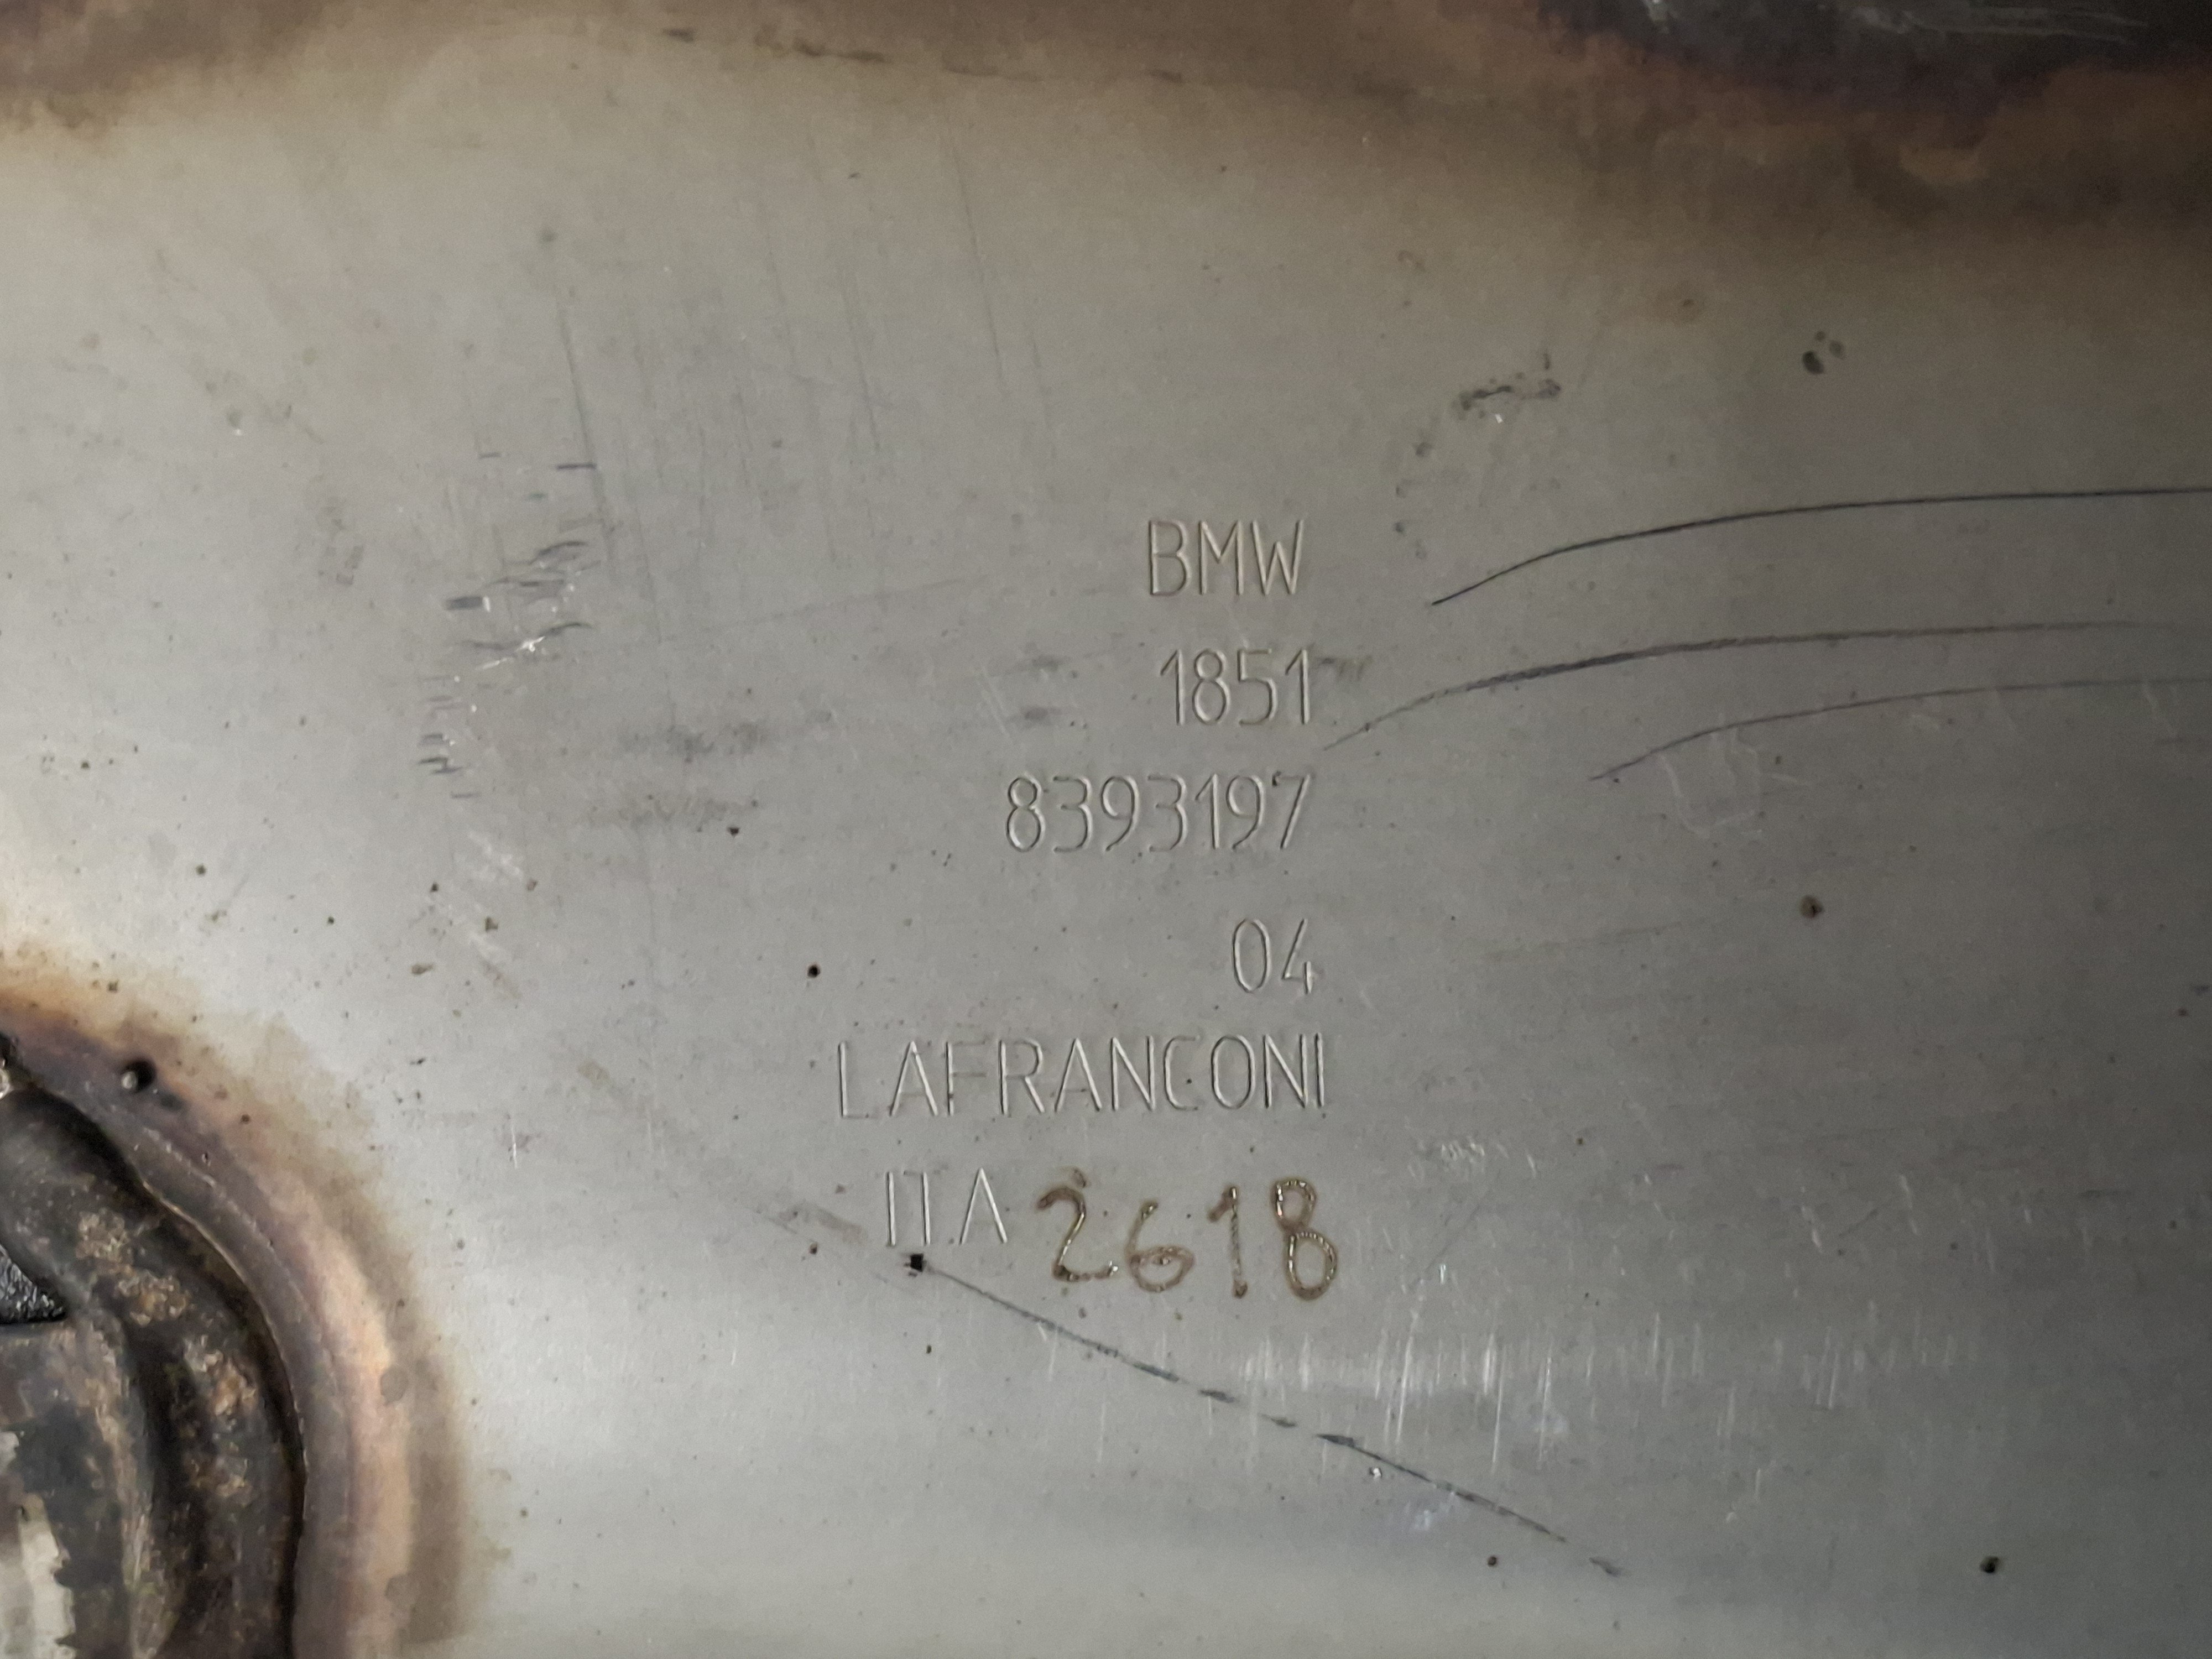 BMW
1851
8393197
04
LAFRANCONI
ITA 2618